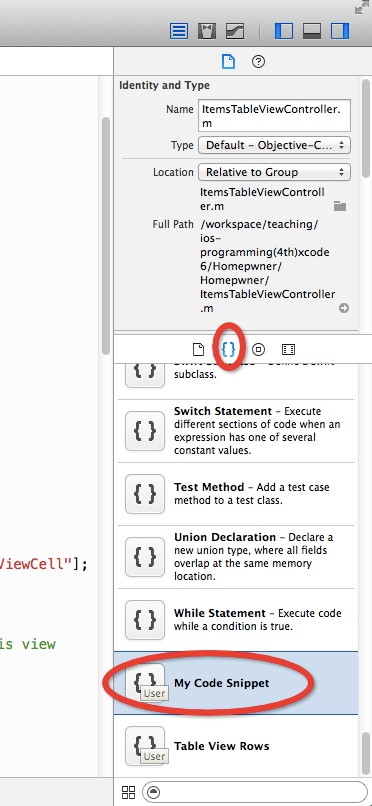 Identity and Type
Name
ItemsTableViewController.
m
Type
Default - Objective-C...
Location
Relative to Group
ItemsTableViewControll
er.m
Full Path
/workspace/teaching/
ios-
programming(4th)xcode
6/Homepwner/
Homepwner/
ItemsTableViewController
.m
{}
subclass.
{ }
Switch Statement – Execute
different sections of code when an
expression has one of several
constant values.
{ }
Test Method – Add a test case
method to a test class.
{ }
Union Declaration – Declare a
new union type, where all fields
overlap at the same memory
location.
{ }
While Statement – Execute code
while a condition is true.
{ }
User
My Code Snippet
{ }
User
Table View Rows
ViewCell"];
is view